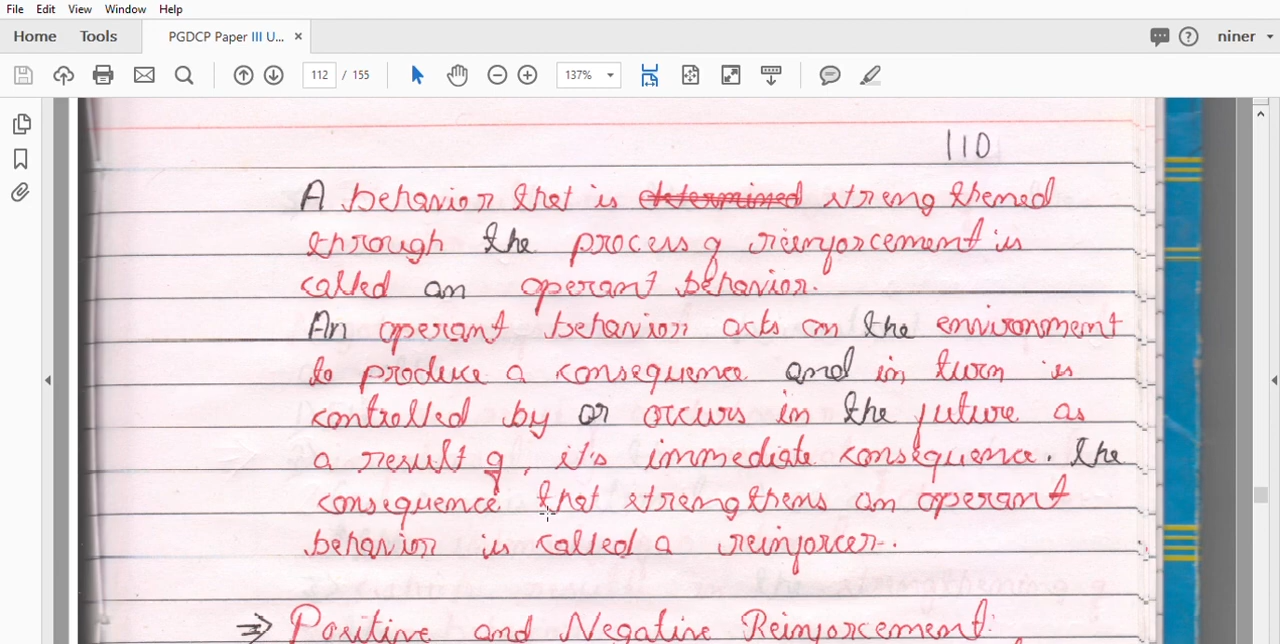 File Edit View Window Help
Home Tools PGDCP Paper III U... × niner
112 / 155 137%
110
A behavior that is determined strengthened
through the process of reinforcement is
called an operant behavior.
An operant behavior acts on the environment
to produce a consequence and in turn is
controlled by or occurs in the future as
a result of, it's immediate consequence. the
consequence that strengthens an operant
behavior is called a reinforcer.
⇒ Positive and Negative Reinforcement: